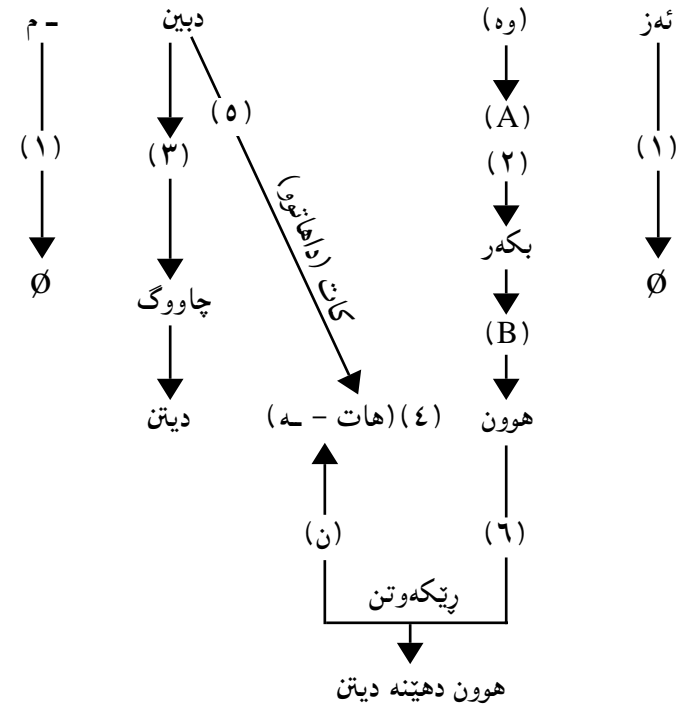 ئەز (وە) دبین ـ م
(A)
(١) (٢) (٣) (٥) (١)
کات (داهاتوو)
بکەر
Ø چاووگ Ø
(B)
هوون (٤)(هات – ـە) دیتن
(٦) (ن)
ڕێکەوتن
هوون دهێنە دیتن